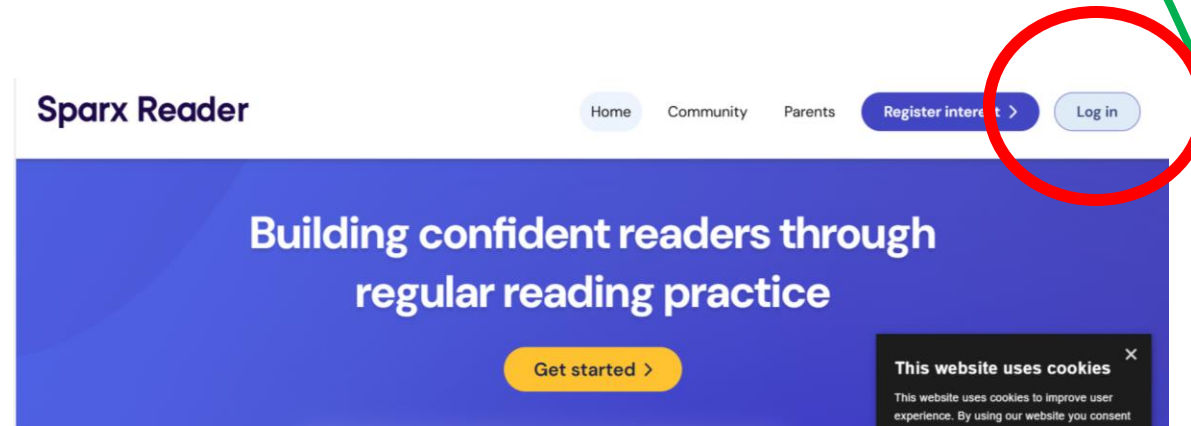 Sparx Reader
Home Community Parents Register interest > Log in
Building confident readers through
regular reading practice
Get started >
This website uses cookies ×
This website uses cookies to improve user
experience. By using our website you consent